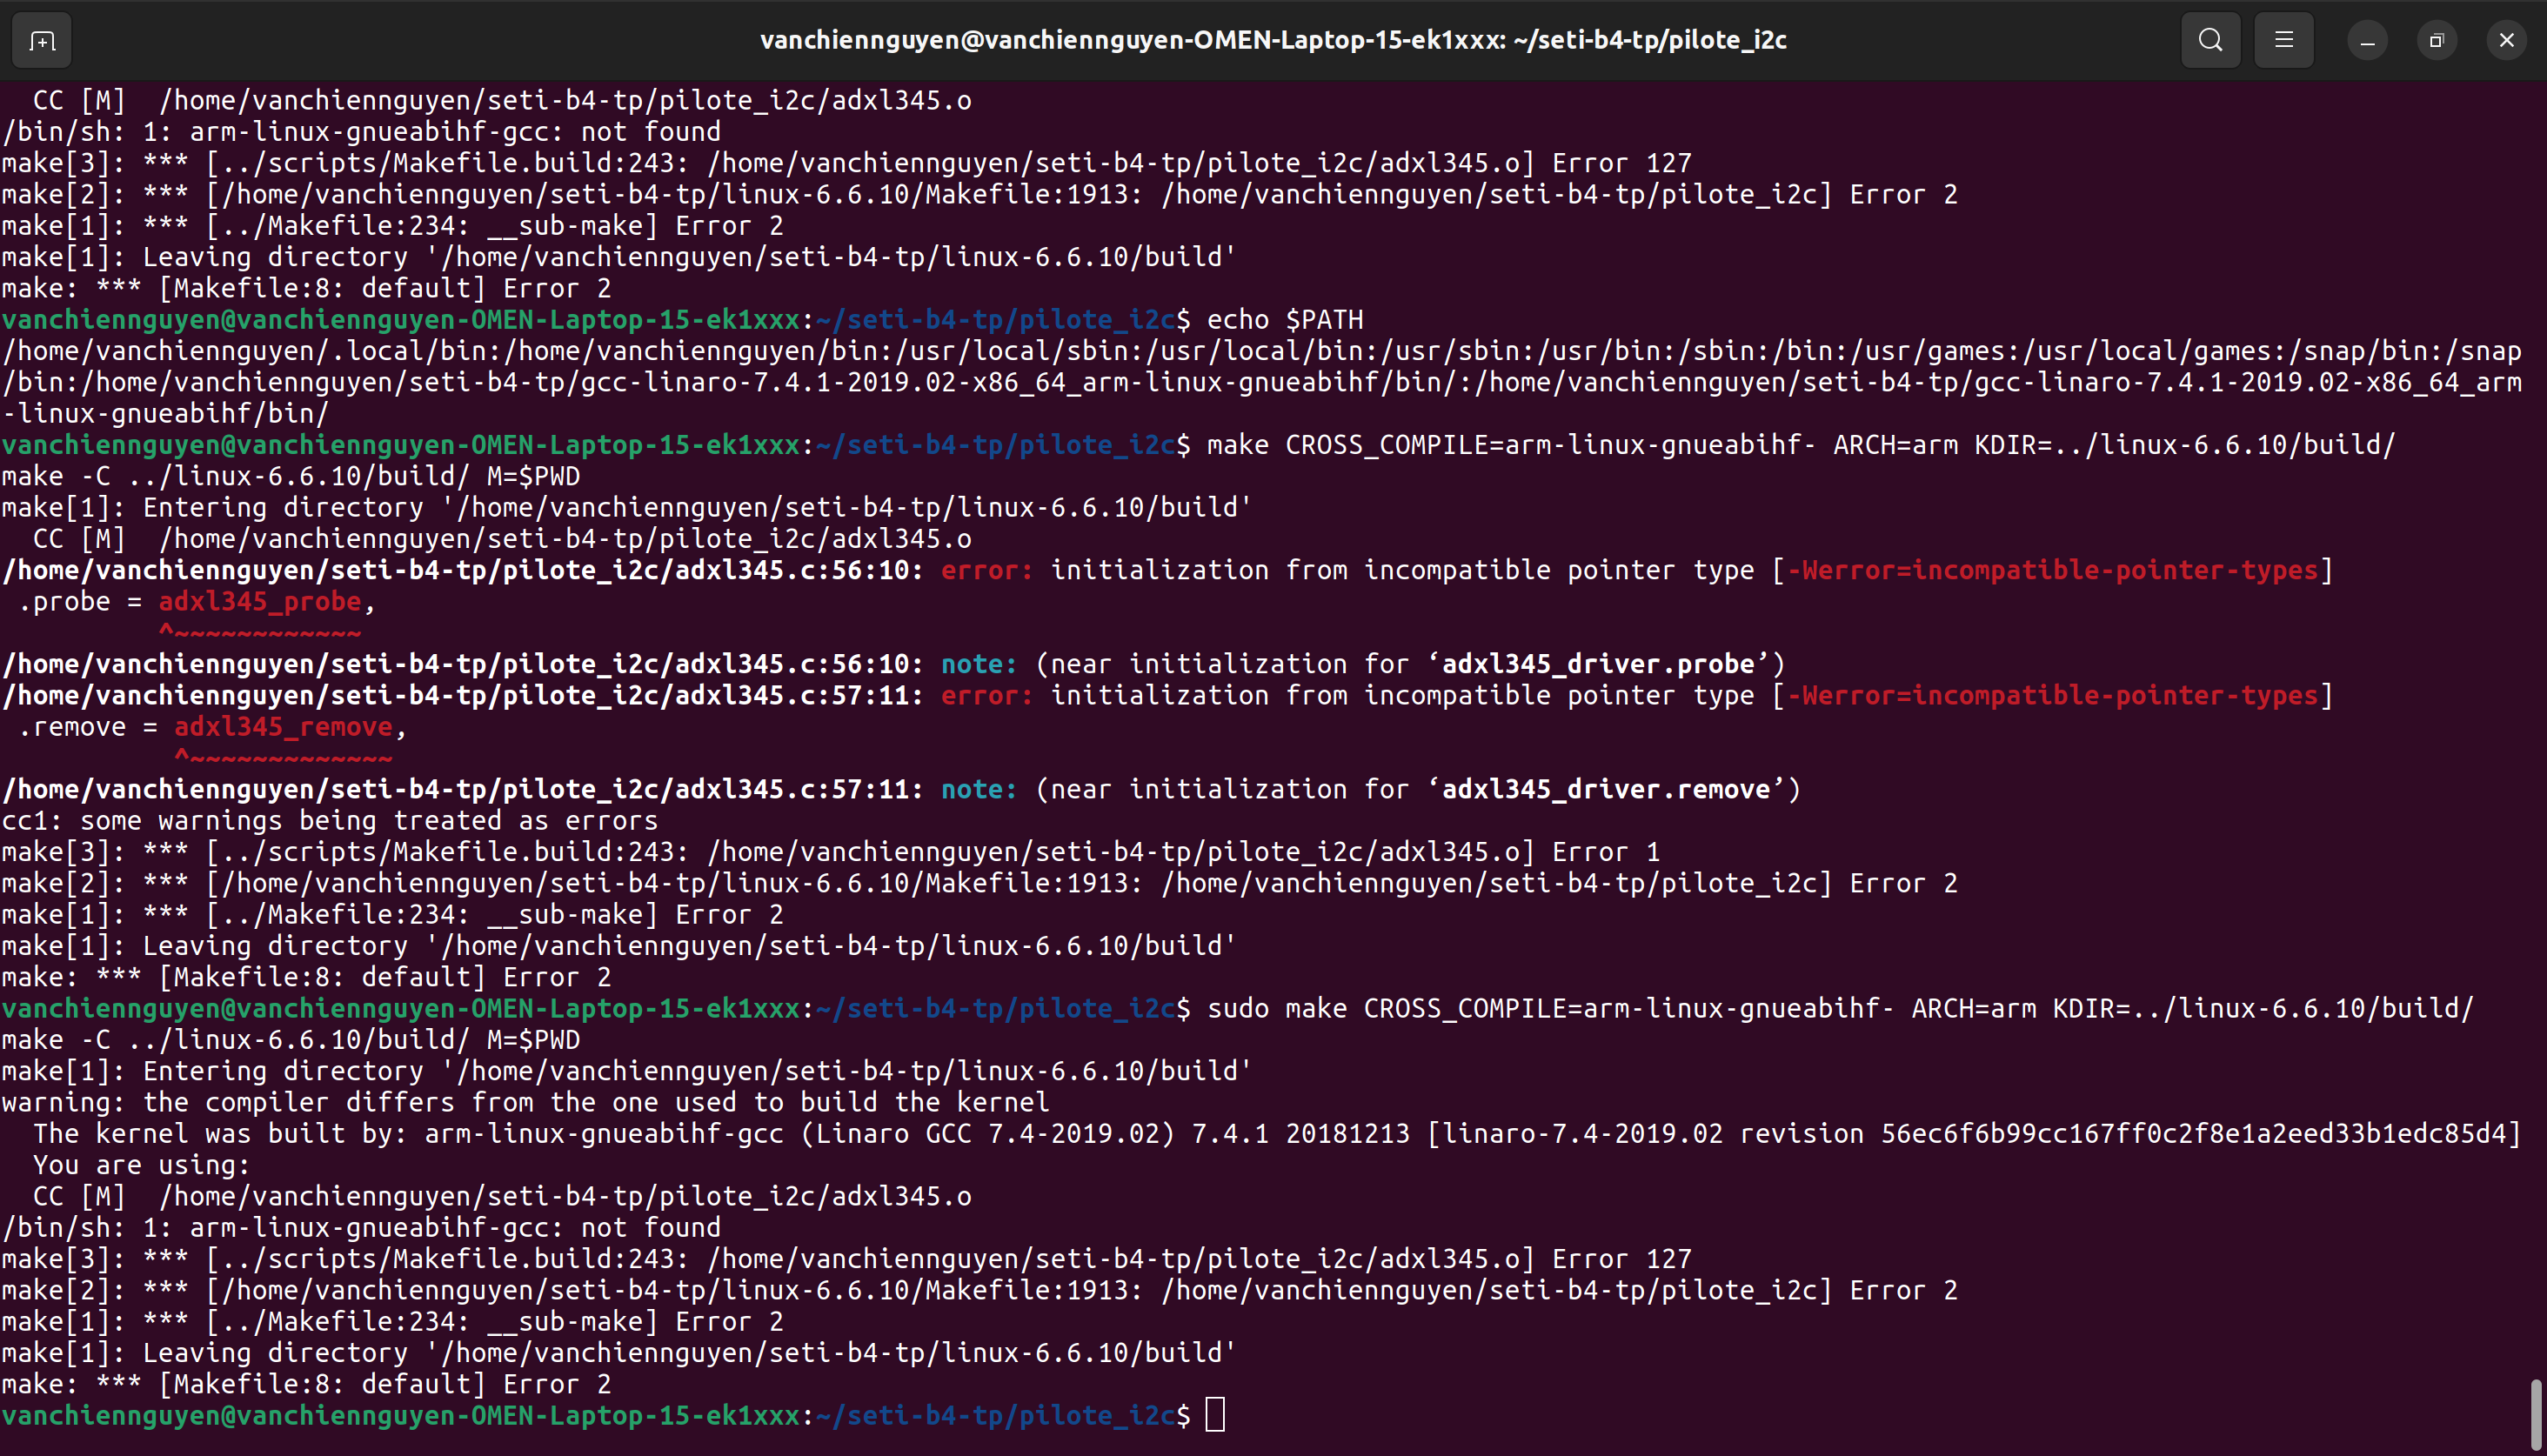 vanchiennguyen@vanchiennguyen-OMEN-Laptop-15-ek1xxx: ~/seti-b4-tp/pilote_i2c
  CC [M]  /home/vanchiennguyen/seti-b4-tp/pilote_i2c/adxl345.o
/bin/sh: 1: arm-linux-gnueabihf-gcc: not found
make[3]: *** [../scripts/Makefile.build:243: /home/vanchiennguyen/seti-b4-tp/pilote_i2c/adxl345.o] Error 127
make[2]: *** [/home/vanchiennguyen/seti-b4-tp/linux-6.6.10/Makefile:1913: /home/vanchiennguyen/seti-b4-tp/pilote_i2c] Error 2
make[1]: *** [../Makefile:234: __sub-make] Error 2
make[1]: Leaving directory '/home/vanchiennguyen/seti-b4-tp/linux-6.6.10/build'
make: *** [Makefile:8: default] Error 2
vanchiennguyen@vanchiennguyen-OMEN-Laptop-15-ek1xxx:~/seti-b4-tp/pilote_i2c$ echo $PATH
/home/vanchiennguyen/.local/bin:/home/vanchiennguyen/bin:/usr/local/sbin:/usr/local/bin:/usr/sbin:/usr/bin:/sbin:/bin:/usr/games:/usr/local/games:/snap/bin:/snap
/bin:/home/vanchiennguyen/seti-b4-tp/gcc-linaro-7.4.1-2019.02-x86_64_arm-linux-gnueabihf/bin/:/home/vanchiennguyen/seti-b4-tp/gcc-linaro-7.4.1-2019.02-x86_64_arm
-linux-gnueabihf/bin/
vanchiennguyen@vanchiennguyen-OMEN-Laptop-15-ek1xxx:~/seti-b4-tp/pilote_i2c$ make CROSS_COMPILE=arm-linux-gnueabihf- ARCH=arm KDIR=../linux-6.6.10/build/
make -C ../linux-6.6.10/build/ M=$PWD
make[1]: Entering directory '/home/vanchiennguyen/seti-b4-tp/linux-6.6.10/build'
  CC [M]  /home/vanchiennguyen/seti-b4-tp/pilote_i2c/adxl345.o
/home/vanchiennguyen/seti-b4-tp/pilote_i2c/adxl345.c:56:10: error: initialization from incompatible pointer type [-Werror=incompatible-pointer-types]
 .probe = adxl345_probe,
          ^~~~~~~~~~~~~
/home/vanchiennguyen/seti-b4-tp/pilote_i2c/adxl345.c:56:10: note: (near initialization for ‘adxl345_driver.probe’)
/home/vanchiennguyen/seti-b4-tp/pilote_i2c/adxl345.c:57:11: error: initialization from incompatible pointer type [-Werror=incompatible-pointer-types]
 .remove = adxl345_remove,
           ^~~~~~~~~~~~~~
/home/vanchiennguyen/seti-b4-tp/pilote_i2c/adxl345.c:57:11: note: (near initialization for ‘adxl345_driver.remove’)
cc1: some warnings being treated as errors
make[3]: *** [../scripts/Makefile.build:243: /home/vanchiennguyen/seti-b4-tp/pilote_i2c/adxl345.o] Error 1
make[2]: *** [/home/vanchiennguyen/seti-b4-tp/linux-6.6.10/Makefile:1913: /home/vanchiennguyen/seti-b4-tp/pilote_i2c] Error 2
make[1]: *** [../Makefile:234: __sub-make] Error 2
make[1]: Leaving directory '/home/vanchiennguyen/seti-b4-tp/linux-6.6.10/build'
make: *** [Makefile:8: default] Error 2
vanchiennguyen@vanchiennguyen-OMEN-Laptop-15-ek1xxx:~/seti-b4-tp/pilote_i2c$ sudo make CROSS_COMPILE=arm-linux-gnueabihf- ARCH=arm KDIR=../linux-6.6.10/build/
make -C ../linux-6.6.10/build/ M=$PWD
make[1]: Entering directory '/home/vanchiennguyen/seti-b4-tp/linux-6.6.10/build'
warning: the compiler differs from the one used to build the kernel
  The kernel was built by: arm-linux-gnueabihf-gcc (Linaro GCC 7.4-2019.02) 7.4.1 20181213 [linaro-7.4-2019.02 revision 56ec6f6b99cc167ff0c2f8e1a2eed33b1edc85d4]
  You are using:
  CC [M]  /home/vanchiennguyen/seti-b4-tp/pilote_i2c/adxl345.o
/bin/sh: 1: arm-linux-gnueabihf-gcc: not found
make[3]: *** [../scripts/Makefile.build:243: /home/vanchiennguyen/seti-b4-tp/pilote_i2c/adxl345.o] Error 127
make[2]: *** [/home/vanchiennguyen/seti-b4-tp/linux-6.6.10/Makefile:1913: /home/vanchiennguyen/seti-b4-tp/pilote_i2c] Error 2
make[1]: *** [../Makefile:234: __sub-make] Error 2
make[1]: Leaving directory '/home/vanchiennguyen/seti-b4-tp/linux-6.6.10/build'
make: *** [Makefile:8: default] Error 2
vanchiennguyen@vanchiennguyen-OMEN-Laptop-15-ek1xxx:~/seti-b4-tp/pilote_i2c$